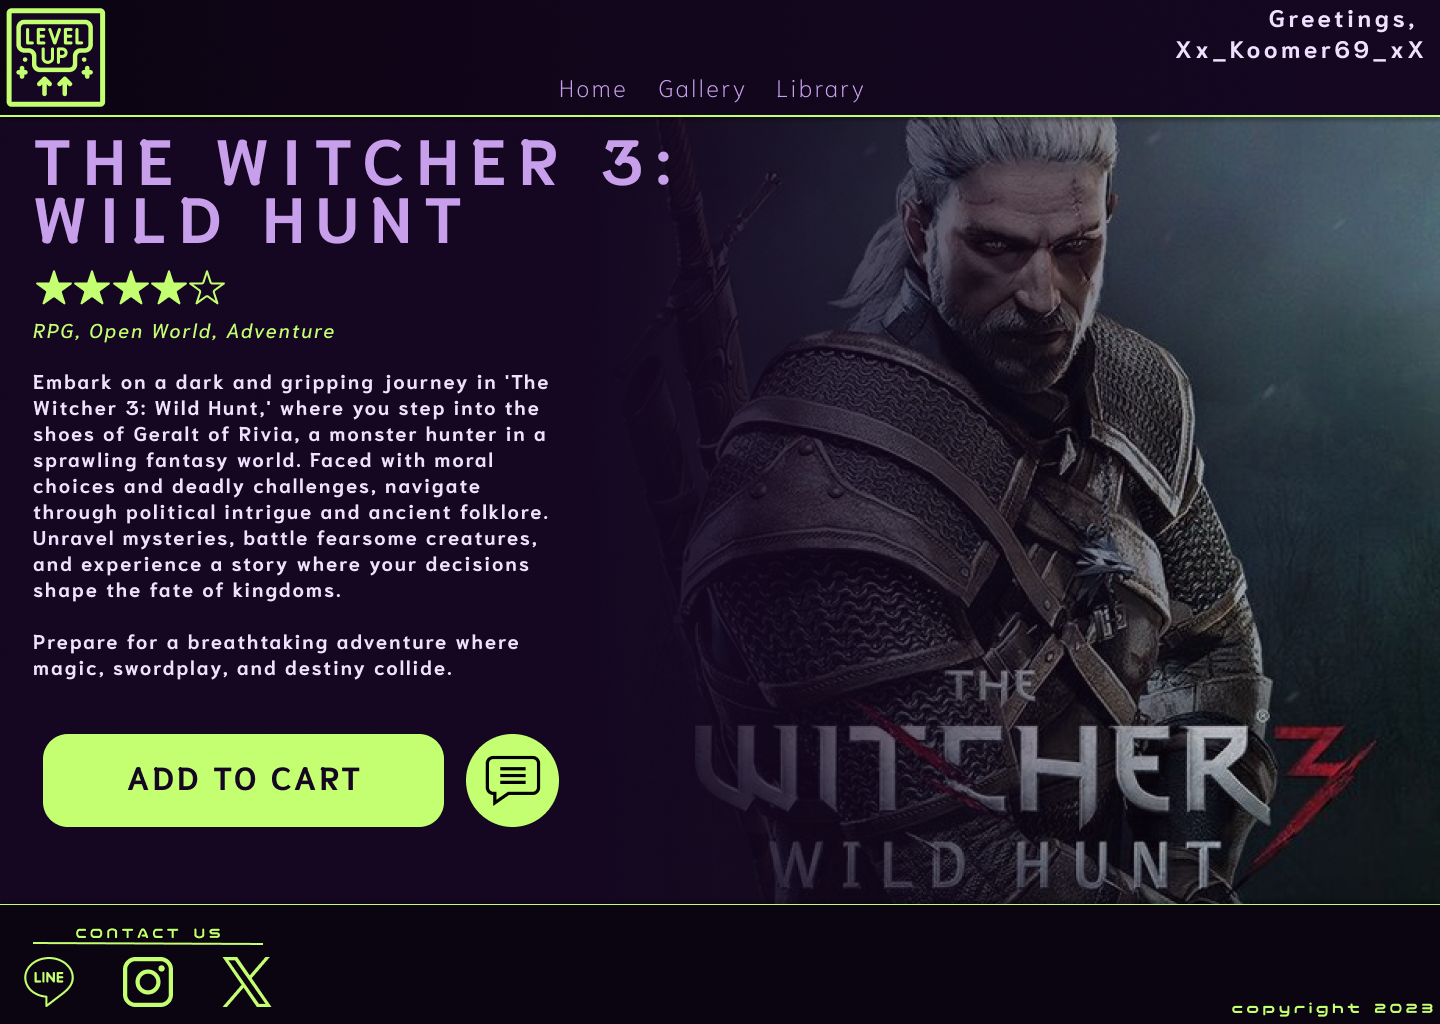 LEVEL
UP
Greetings,
Xx_Koomer69_xX
Home Gallery Library
THE WITCHER 3:
WILD HUNT
RPG, Open World, Adventure
Embark on a dark and gripping journey in 'The
Witcher 3: Wild Hunt,' where you step into the
shoes of Geralt of Rivia, a monster hunter in a
sprawling fantasy world. Faced with moral
choices and deadly challenges, navigate
through political intrigue and ancient folklore.
Unravel mysteries, battle fearsome creatures,
and experience a story where your decisions
shape the fate of kingdoms.
Prepare for a breathtaking adventure where
magic, swordplay, and destiny collide.
ADD TO CART
THE
WITCHER® 3
WILD HUNT
CONTACT US
LINE
copyright 2023